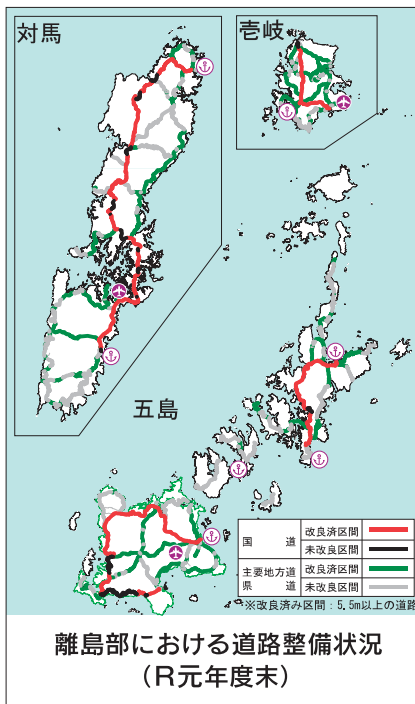 対馬
壱岐
五島
国　道 改良済区間
未改良区間
主要地方道 改良済区間
県　道 未改良区間
※改良済み区間：5.5m以上の道路
離島部における道路整備状況
（R元年度末）